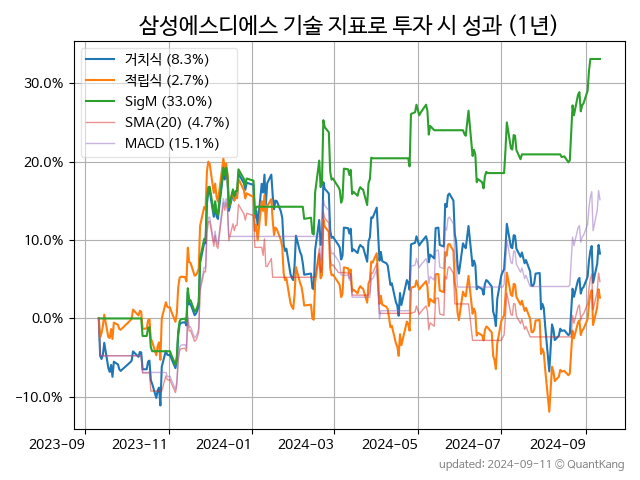 삼성에스디에스 기술 지표로 투자 시 성과 (1년)
거치식 (8.3%)
적립식 (2.7%)
SigM (33.0%)
SMA(20) (4.7%)
MACD (15.1%)
30.0%
20.0%
10.0%
0.0%
−10.0%
2023-09 2023-11 2024-01 2024-03 2024-05 2024-07 2024-09
updated: 2024-09-11 ⓒ QuantKang